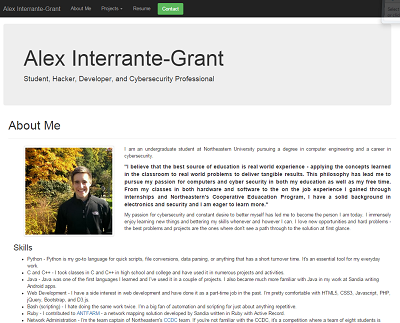 Alex Interrante-Grant About Me Projects Resume Contact
Alex Interrante-Grant
Student, Hacker, Developer, and Cybersecurity Professional
About Me
I am an undergraduate student at Northeastern University pursuing a degree in computer engineering and a career in
cybersecurity.
"I believe that the best source of education is real world experience - applying the concepts learned
in the classroom to real world problems to deliver tangible results. This philosophy has lead me to
pursue my passion for computers and cyber security in both my education as well as my free time.
From my classes in both hardware and software to the on the job experience I gained through
internships and Northeastern's Cooperative Education Program, I have a solid background in
electronics and security and I am eager to learn more."
My passion for cybersecurity and constant desire to better myself has led me to become the person I am today. I immensely
enjoy learning new things and bettering my skills whenever and however I can. I love new opportunities and hard problems -
the best problems and projects are the ones where don't see a path through to the solution at first glance.
Skills
Python - Python is my go-to language for quick scripts, file conversions, data parsing, or anything that has a short turnover time. It's an essential tool for my everyday
work.
C and C++ - I took classes in C and C++ in high school and college and have used it in numerous projects and activities.
Java - Java was one of the first languages I learned and I've used it in a couple of projects. I also became much more familiar with Java in my work at Sandia writing
Android apps.
Web Development - I have a side interest in web development and have done it as a part-time job in the past. I'm pretty comfortable with HTML5, CSS3, Javascript, PHP,
jQuery, Bootstrap, and D3.js.
Bash (scripting) - I hate doing the same work twice. I'm a big fan of automation and scripting for just about anything repetitive.
Ruby - I contributed to ANTFARM - a network mapping solution developed by Sandia written in Ruby with Active Record.
Network Administration - I'm the team captain of Northeastern's CCDC team. If you're not familiar with the CCDC, it's a competition where a team of eight students is